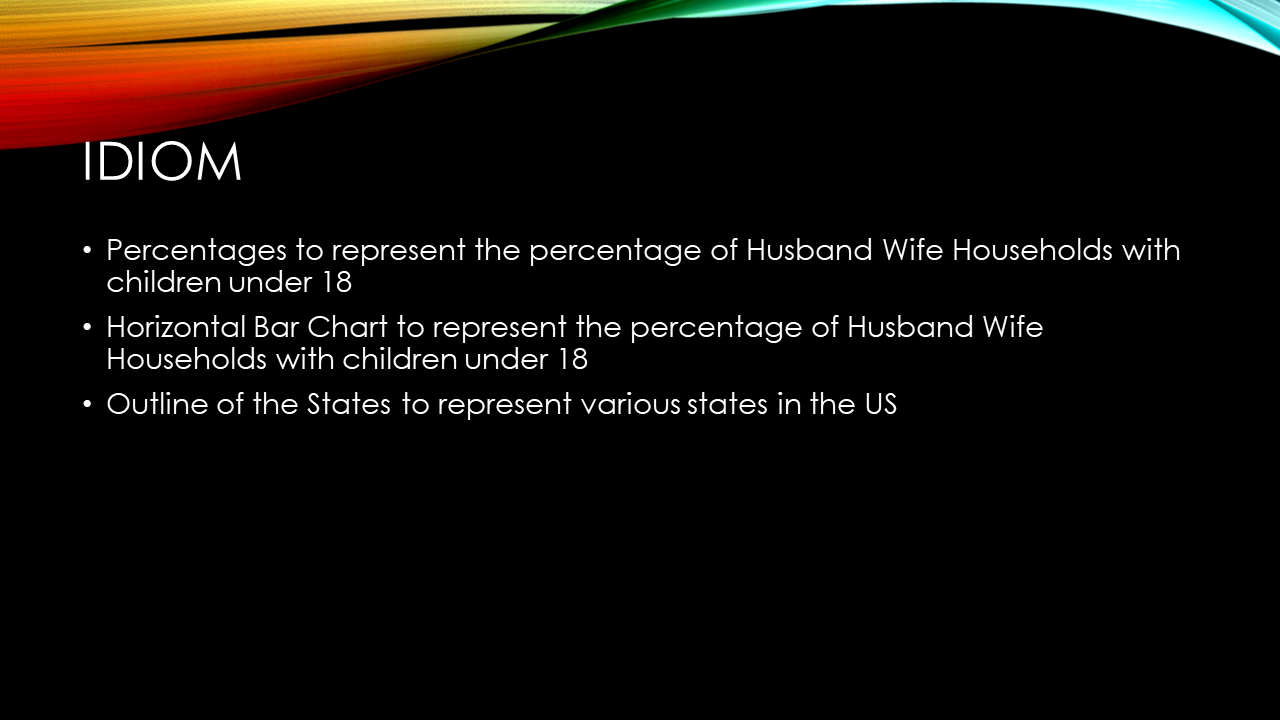 IDIOM
• Percentages to represent the percentage of Husband Wife Households with
children under 18
• Horizontal Bar Chart to represent the percentage of Husband Wife
Households with children under 18
• Outline of the States to represent various states in the US